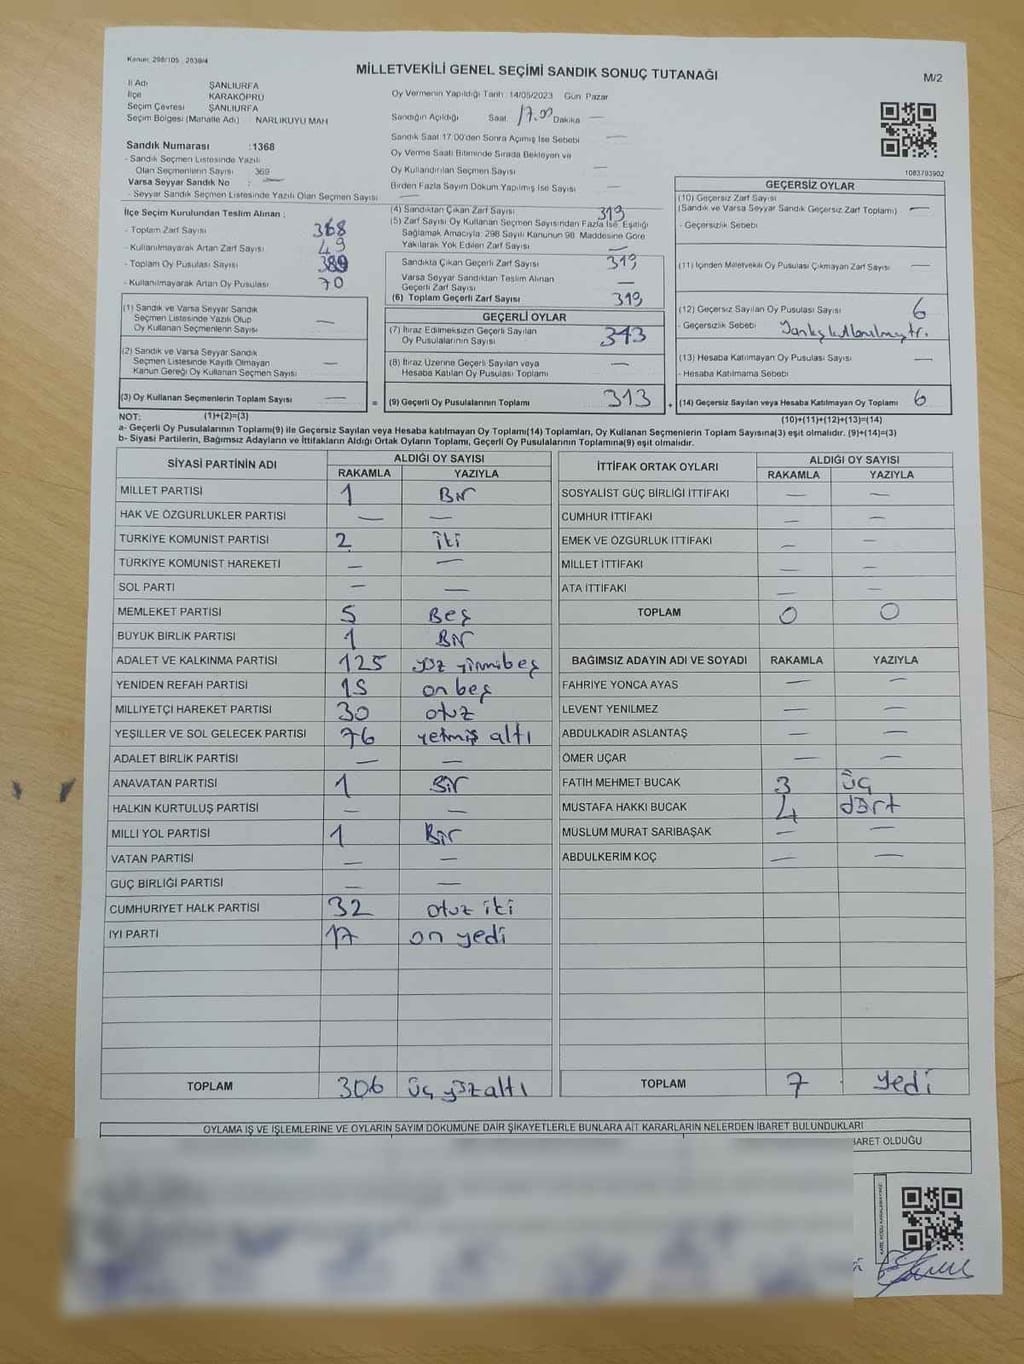 Kanun: 298/105 2839/4
MİLLETVEKİLİ GENEL SEÇİMİ SANDIK SONUÇ TUTANAĞI
M/2
İl Adı ŞANLIURFA
İlçe KARAKÖPRÜ
Seçim Çevresi ŞANLIURFA
Seçim Bölgesi (Mahalle Adı) NARLIKUYU MAH
Oy Vermenin Yapıldığı Tarih :14/05/2023 Gün Pazar
Sandığın Açıldığı Saat 17.00 Dakika —
Sandık Saat 17.00'den Sonra Açılmış İse Sebebi —
Oy Verme Saati Bitiminde Sırada Bekleyen ve
Oy Kullandırılan Seçmen Sayısı —
Birden Fazla Sayım Döküm Yapılmış İse Sayısı —
Sandık Numarası :1368
- Sandık Seçmen Listesinde Yazılı
Olan Seçmenlerin Sayısı 369
Varsa Seyyar Sandık No : —
- Seyyar Sandık Seçmen Listesinde Yazılı Olan Seçmen Sayısı —
1083793902
İlçe Seçim Kurulundan Teslim Alınan ;
- Toplam Zarf Sayısı 368
- Kullanılmayarak Artan Zarf Sayısı 49
- Toplam Oy Pusulası Sayısı 389
- Kullanılmayarak Artan Oy Pusulası 70
(1) Sandık ve Varsa Seyyar Sandık
Seçmen Listesinde Yazılı Olup
Oy Kullanan Seçmenlerin Sayısı —
(2) Sandık ve Varsa Seyyar Sandık
Seçmen Listesinde Kayıtlı Olmayan
Kanun Gereği Oy Kullanan Seçmen Sayısı —
(3) Oy Kullanan Seçmenlerin Toplam Sayısı — =
(4) Sandıktan Çıkan Zarf Sayısı 319
(5) Zarf Sayısı Oy Kullanan Seçmen Sayısından Fazla İse, Eşitliği
Sağlamak Amacıyla, 298 Sayılı Kanunun 98. Maddesine Göre
Yakılarak Yok Edilen Zarf Sayısı —
Sandıkta Çıkan Geçerli Zarf Sayısı 319
Varsa Seyyar Sandıktan Teslim Alınan
Geçerli Zarf Sayısı —
(6) Toplam Geçerli Zarf Sayısı 319
GEÇERLİ OYLAR
(7) İtiraz Edilmeksizin Geçerli Sayılan
Oy Pusulalarının Sayısı 313
(8) İtiraz Üzerine Geçerli Sayılan veya
Hesaba Katılan Oy Pusulası Toplamı —
(9) Geçerli Oy Pusulalarının Toplamı 313
GEÇERSİZ OYLAR
(10) Geçersiz Zarf Sayısı
(Sandık ve Varsa Seyyar Sandık Geçersiz Zarf Toplamı) —
- Geçersizlik Sebebi
(11) İçinden Milletvekili Oy Pusulası Çıkmayan Zarf Sayısı —
(12) Geçersiz Sayılan Oy Pusulası Sayısı 6
- Geçersizlik Sebebi Yanlış kullanılmıştır.
(13) Hesaba Katılmayan Oy Pusulası Sayısı —
- Hesaba Katılmama Sebebi
(14) Geçersiz Sayılan veya Hesaba Katılmayan Oy Toplamı 6
NOT: (1)+(2)=(3) (10)+(11)+(12)+(13)=(14)
a- Geçerli Oy Pusulalarının Toplamı(9) ile Geçersiz Sayılan veya Hesaba katılmayan Oy Toplamı(14) Toplamları, Oy Kullanan Seçmenlerin Toplam Sayısına(3) eşit olmalıdır. (9)+(14)=(3)
b- Siyasi Partilerin, Bağımsız Adayların ve İttifakların Aldığı Ortak Oyların Toplamı, Geçerli Oy Pusulalarının Toplamına(9) eşit olmalıdır.
SİYASİ PARTİNİN ADI ALDIĞI OY SAYISI
RAKAMLA YAZIYLA
MİLLET PARTİSİ 1 Bir
HAK VE ÖZGÜRLÜKLER PARTİSİ — —
TÜRKİYE KOMÜNİST PARTİSİ 2 iki
TÜRKİYE KOMÜNİST HAREKETİ — —
SOL PARTİ — —
MEMLEKET PARTİSİ 5 Beş
BÜYÜK BİRLİK PARTİSİ 1 Bir
ADALET VE KALKINMA PARTİSİ 125 yüz yirmibeş
YENİDEN REFAH PARTİSİ 15 on beş
MİLLİYETÇİ HAREKET PARTİSİ 30 otuz
YEŞİLLER VE SOL GELECEK PARTİSİ 76 yetmiş altı
ADALET BİRLİK PARTİSİ — —
ANAVATAN PARTİSİ 1 Bir
HALKIN KURTULUŞ PARTİSİ — —
MİLLİ YOL PARTİSİ 1 Bir
VATAN PARTİSİ — —
GÜÇ BİRLİĞİ PARTİSİ — —
CUMHURİYET HALK PARTİSİ 32 otuz iki
İYİ PARTİ 17 on yedi
TOPLAM 306 üç yüz altı
İTTİFAK ORTAK OYLARI ALDIĞI OY SAYISI
RAKAMLA YAZIYLA
SOSYALİST GÜÇ BİRLİĞİ İTTİFAKI — —
CUMHUR İTTİFAKI — —
EMEK VE ÖZGÜRLÜK İTTİFAKI — —
MİLLET İTTİFAKI — —
ATA İTTİFAKI — —
TOPLAM 0 0
BAĞIMSIZ ADAYIN ADI VE SOYADI RAKAMLA YAZIYLA
FAHRİYE YONCA AYAS — —
LEVENT YENİLMEZ — —
ABDULKADİR ASLANTAŞ — —
ÖMER UÇAR — —
FATİH MEHMET BUCAK 3 üç
MUSTAFA HAKKI BUCAK 4 dört
MÜSLÜM MURAT SARIBAŞAK — —
ABDULKERİM KOÇ — —
TOPLAM 7 yedi
OYLAMA İŞ VE İŞLEMLERİNE VE OYLARIN SAYIM DÖKÜMÜNE DAİR ŞİKAYETLERLE BUNLARA AİT KARARLARIN NELERDEN İBARET BULUNDUKLARI
BARET OLDUĞU